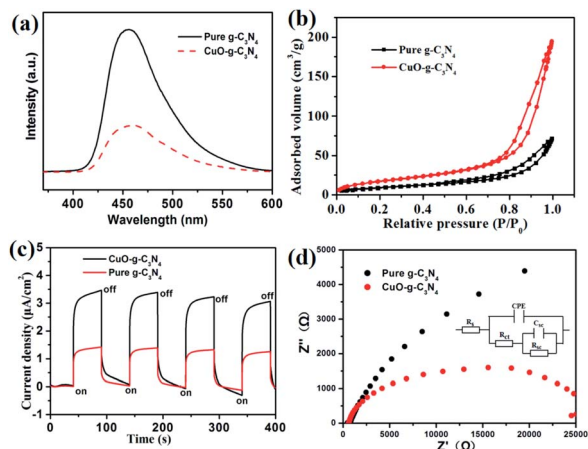 (a)
Pure g-C₃N₄
CuO-g-C₃N₄
Intensity (a.u.)
400 450 500 550 600
Wavelength (nm)
(b)
Pure g-C₃N₄
CuO-g-C₃N₄
Adsorbed volume (cm³/g)
200
150
100
50
0
0.0 0.2 0.4 0.6 0.8 1.0
Relative pressure (P/P₀)
(c)
CuO-g-C₃N₄
Pure g-C₃N₄
Current density (μA/cm²)
5
4
3
2
1
0
-1
off off off off
on on on on
0 100 200 300 400
Time (s)
(d)
Pure g-C₃N₄
CuO-g-C₃N₄
CPE
Rs
Csc
Rct
Rsc
Z'' (Ω)
5000
4000
3000
2000
1000
0
0 5000 10000 15000 20000 25000
Z' (Ω)